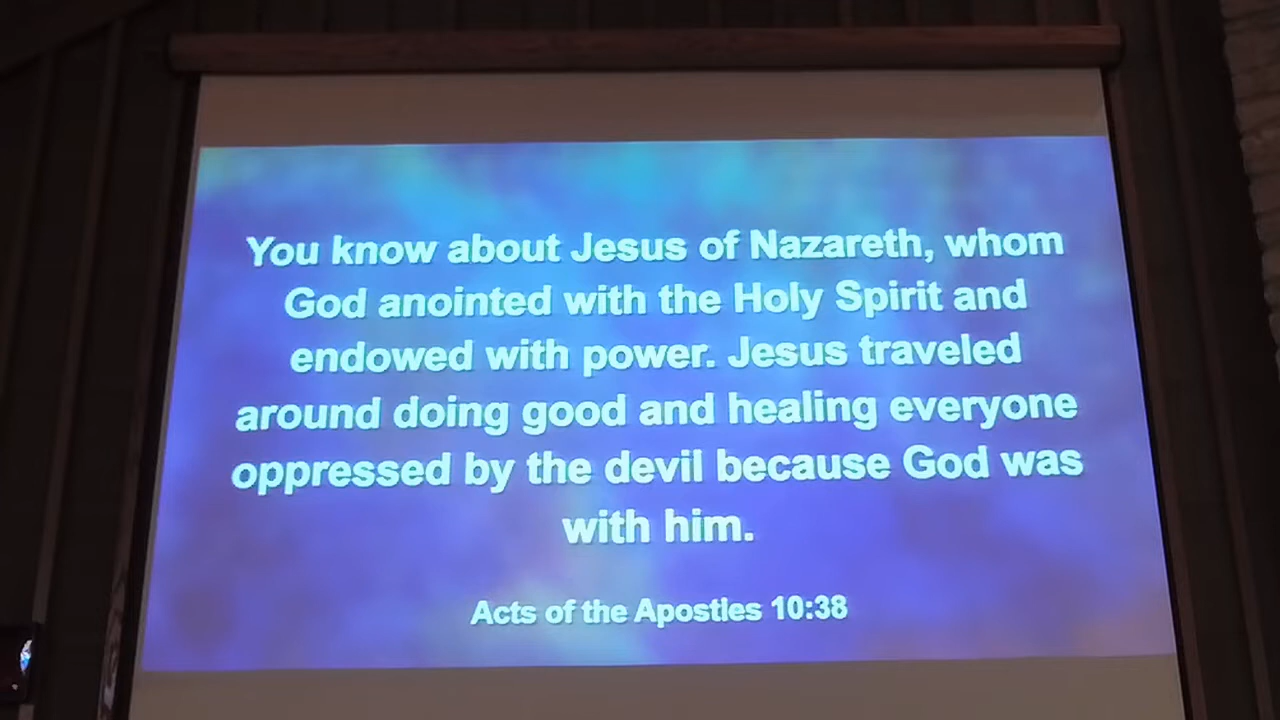 You know about Jesus of Nazareth, whom
God anointed with the Holy Spirit and
endowed with power. Jesus traveled
around doing good and healing everyone
oppressed by the devil because God was
with him.
Acts of the Apostles 10:38